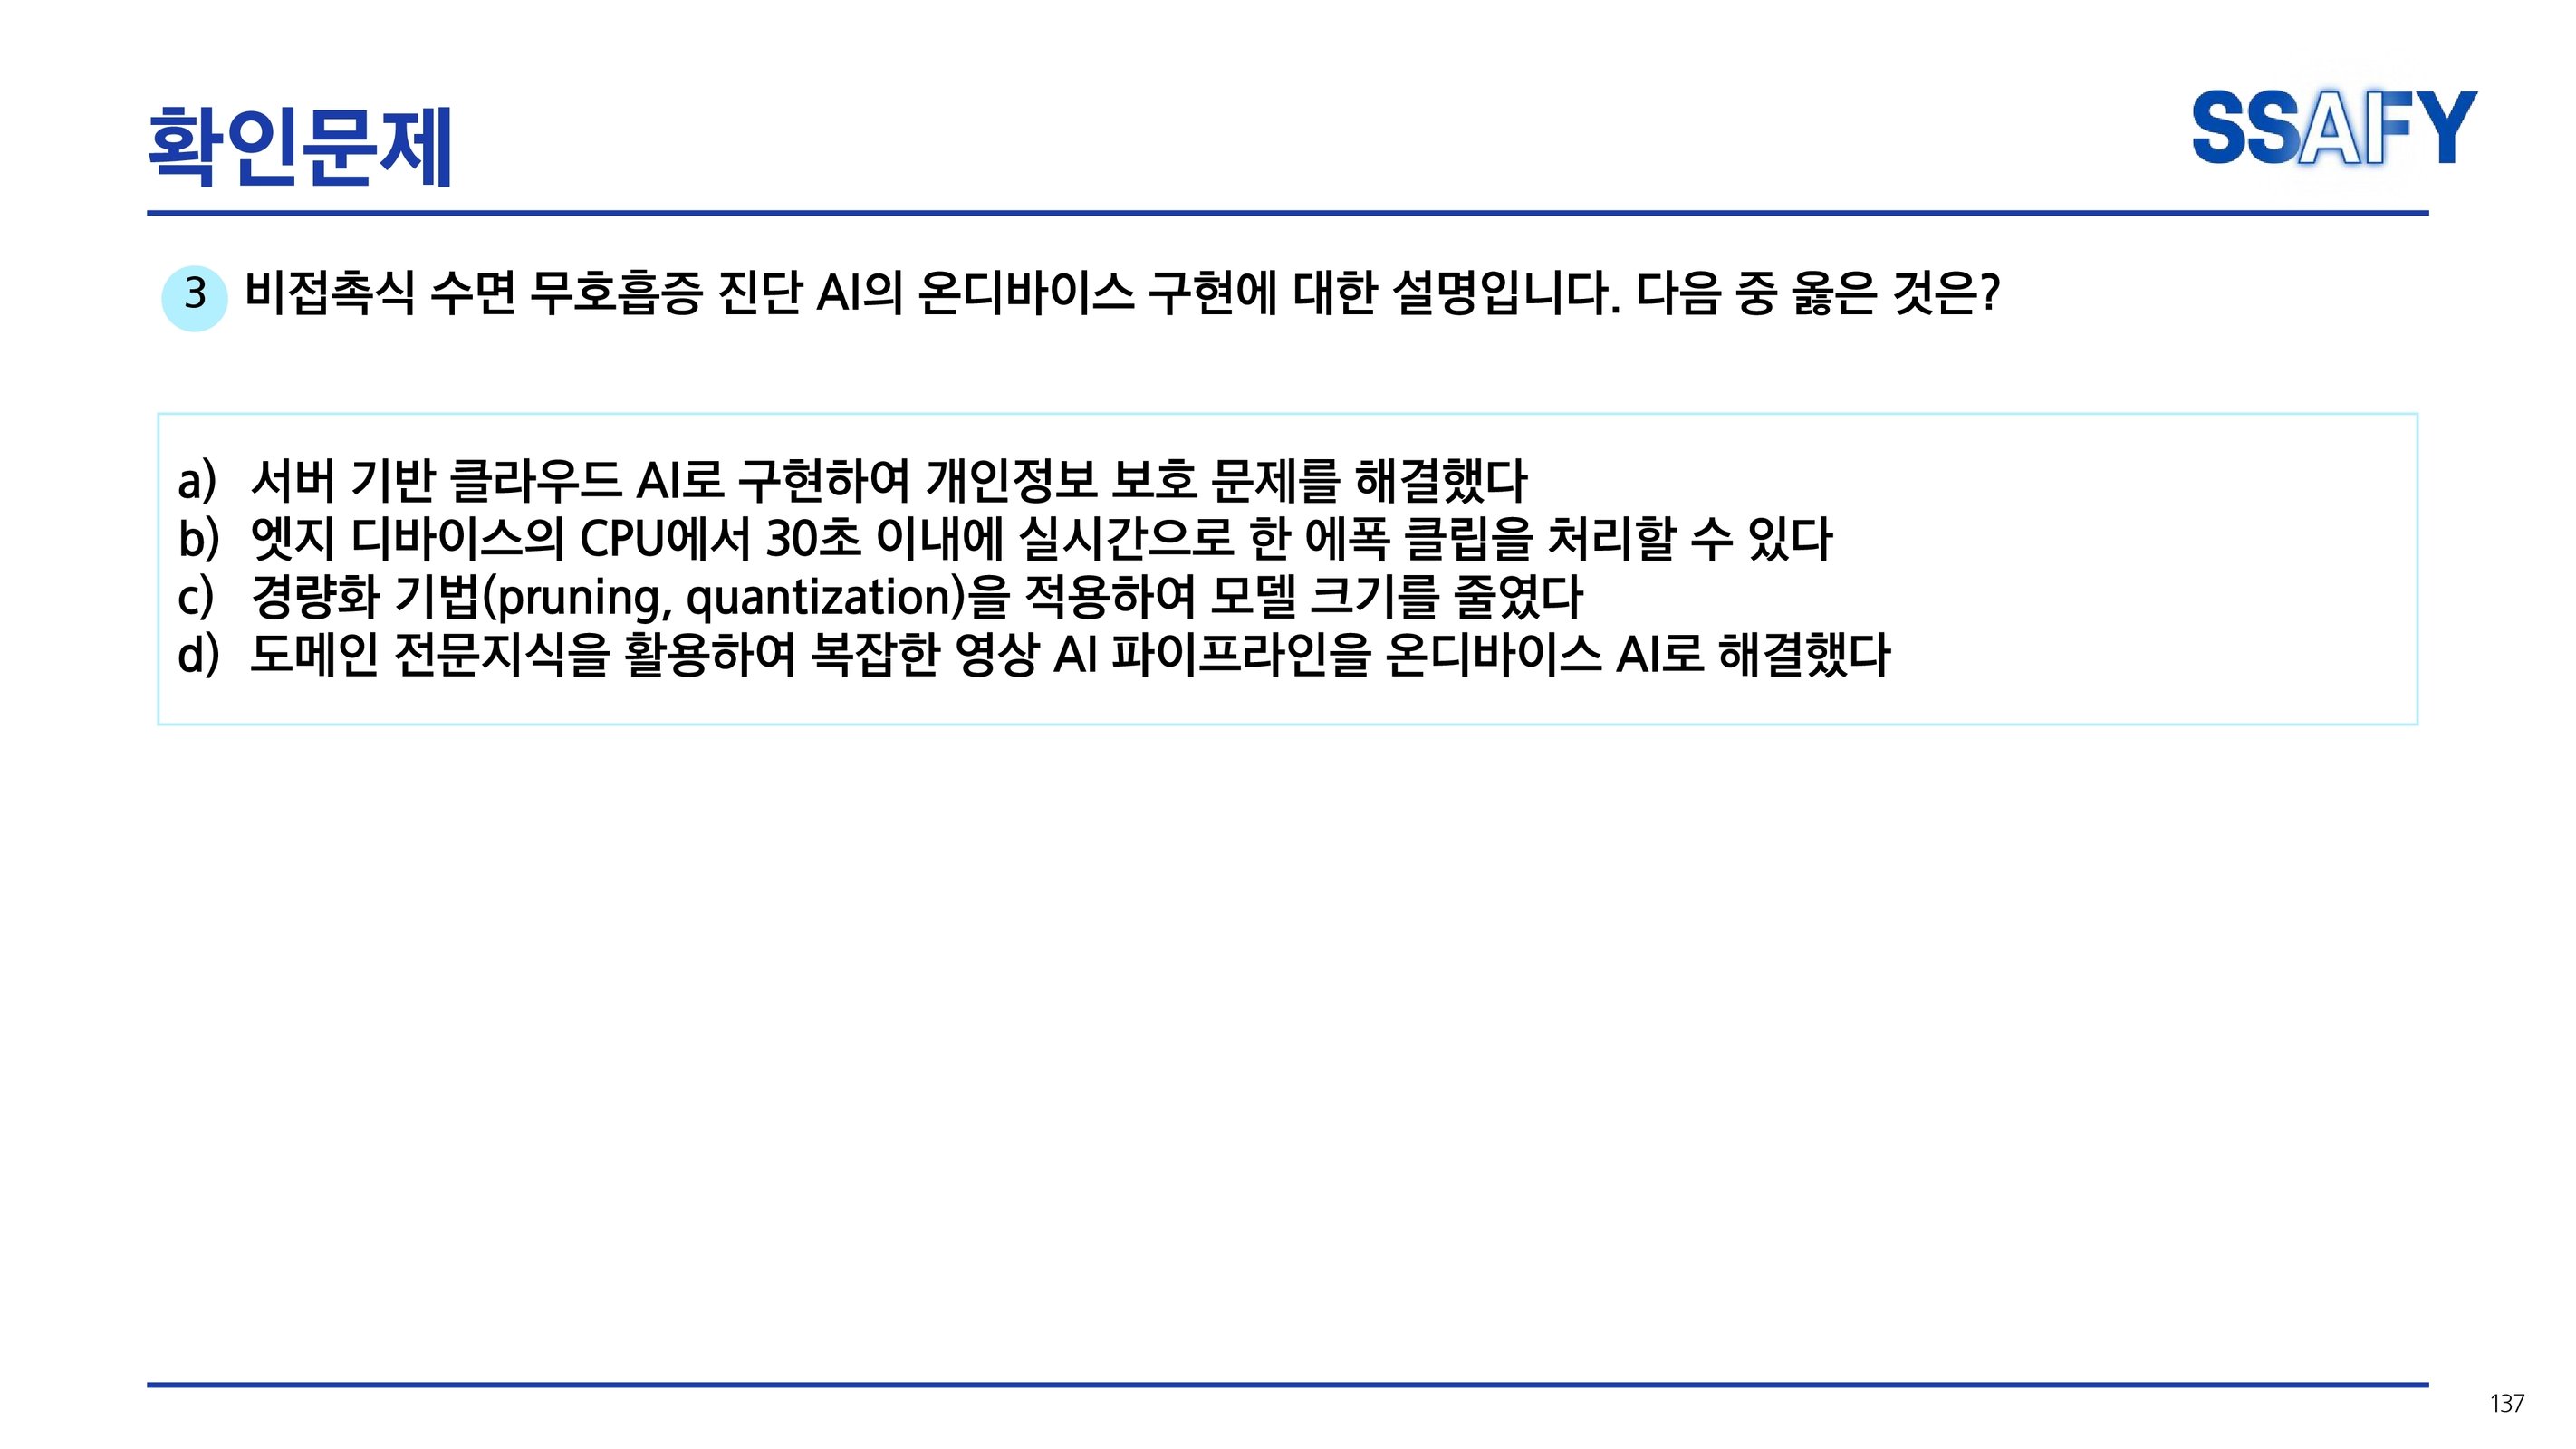 확인문제
SSAFY
3 비접촉식 수면 무호흡증 진단 AI의 온디바이스 구현에 대한 설명입니다. 다음 중 옳은 것은?
a) 서버 기반 클라우드 AI로 구현하여 개인정보 보호 문제를 해결했다
b) 엣지 디바이스의 CPU에서 30초 이내에 실시간으로 한 에폭 클립을 처리할 수 있다
c) 경량화 기법(pruning, quantization)을 적용하여 모델 크기를 줄였다
d) 도메인 전문지식을 활용하여 복잡한 영상 AI 파이프라인을 온디바이스 AI로 해결했다
137